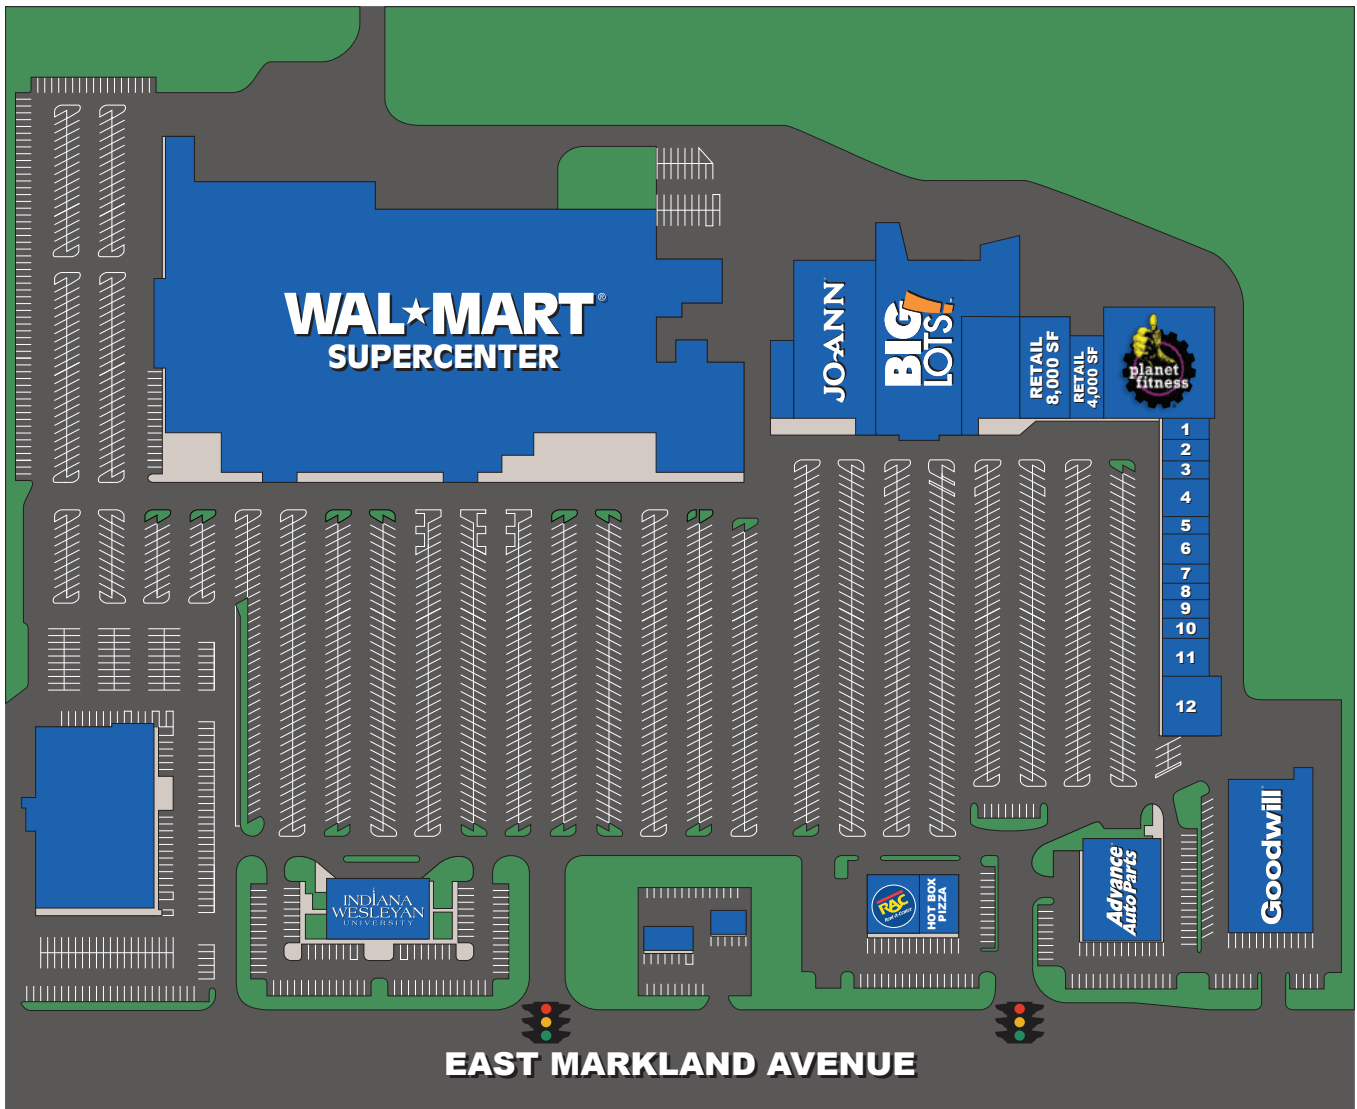 WAL★MART®
SUPERCENTER
JO-ANN
BIG
LOTS!
RETAIL
8,000 SF
RETAIL
4,000 SF
planet
fitness
1
2
3
4
5
6
7
8
9
10
11
12
INDIANA
WESLEYAN
UNIVERSITY
RAC
RENT-A-CENTER
HOT BOX
PIZZA
Advance
Auto Parts
Goodwill
EAST MARKLAND AVENUE